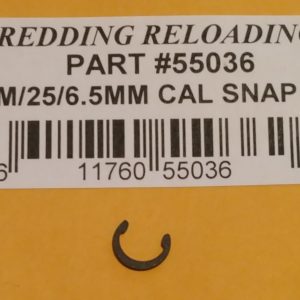 REDDING RELOADING
PART #55036
M/25/6.5MM CAL SNAP
6 11760 55036